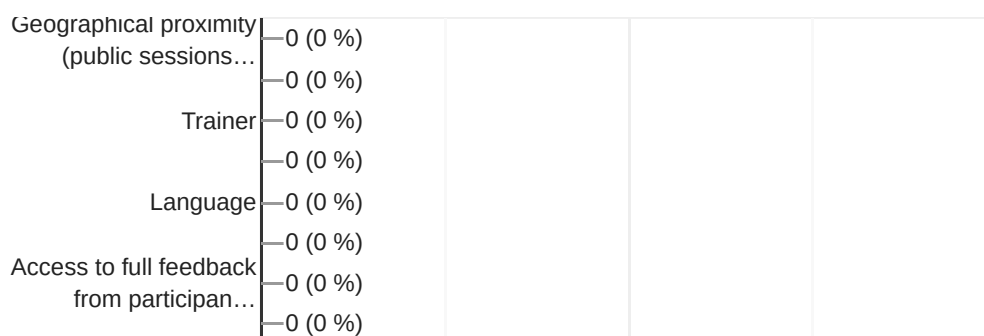 Geographical proximity
(public sessions…
0 (0 %)
0 (0 %)
Trainer
0 (0 %)
0 (0 %)
Language
0 (0 %)
0 (0 %)
Access to full feedback
from participan…
0 (0 %)
0 (0 %)